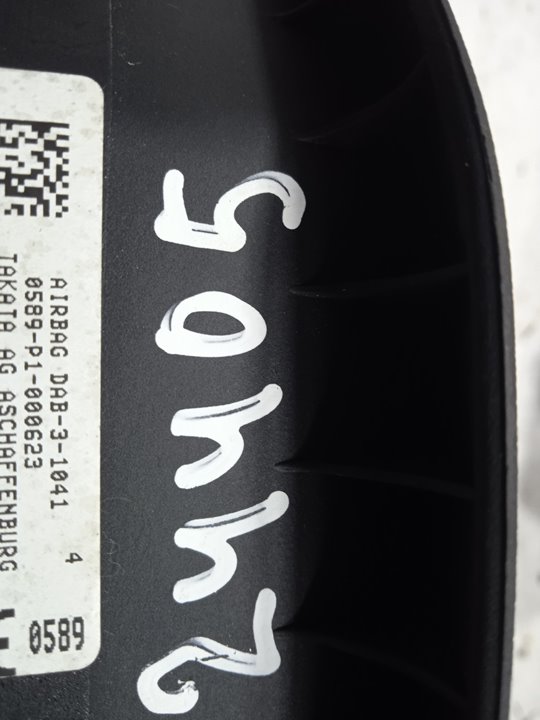 AIRBAG DAB-3-1041 4
0589-P1-000623
TAKATA AG ASCHAFFENBURG
0589
24405